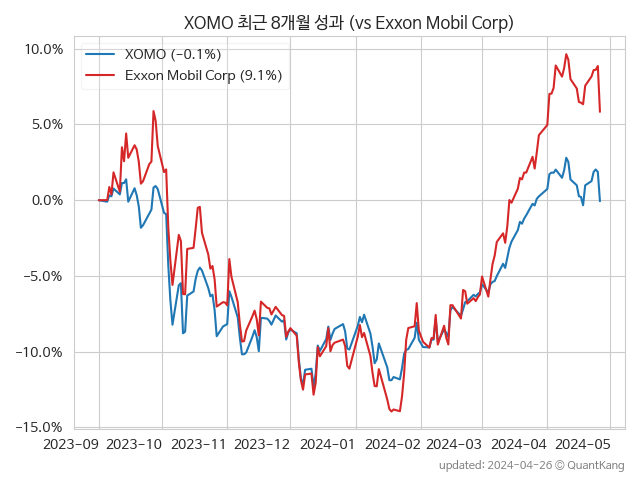 XOMO 최근 8개월 성과 (vs Exxon Mobil Corp)
XOMO (−0.1%)
Exxon Mobil Corp (9.1%)
10.0%
5.0%
0.0%
−5.0%
−10.0%
−15.0%
2023−09 2023−10 2023−11 2023−12 2024−01 2024−02 2024−03 2024−04 2024−05
updated: 2024−04−26 © QuantKang